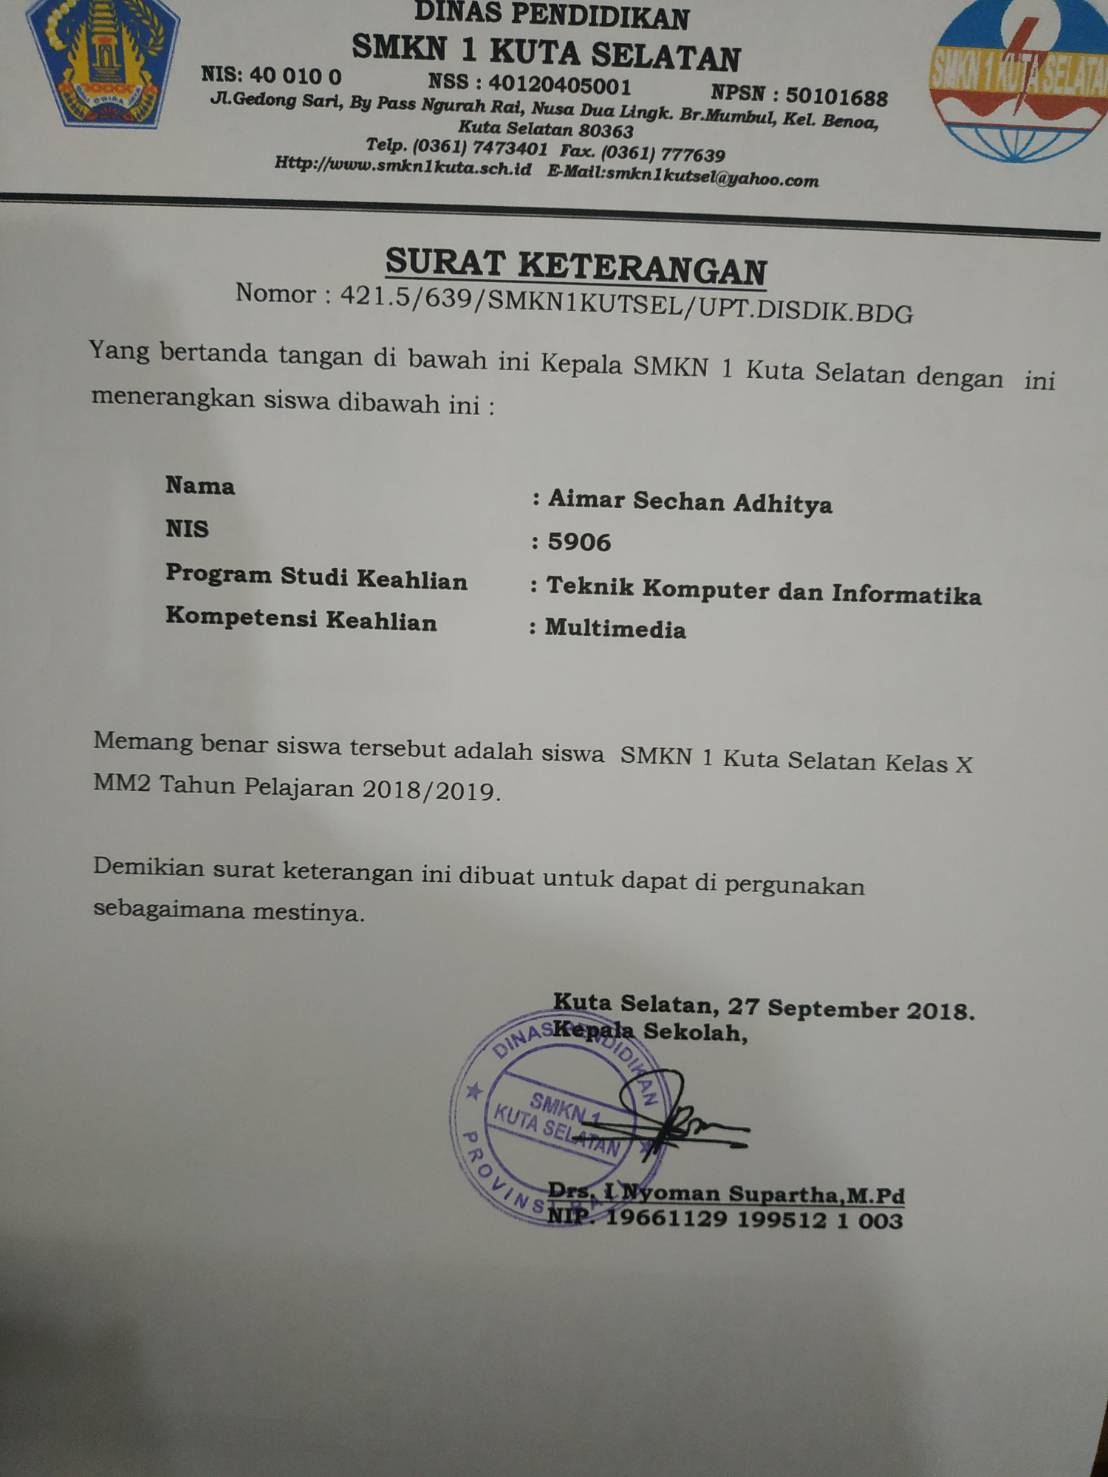 DINAS PENDIDIKAN
SMKN 1 KUTA SELATAN
NIS: 40 010 0 NSS : 40120405001 NPSN : 50101688
Jl.Gedong Sari, By Pass Ngurah Rai, Nusa Dua Lingk. Br.Mumbul, Kel. Benoa,
Kuta Selatan 80363
Telp. (0361) 7473401 Fax. (0361) 777639
Http://www.smkn1kuta.sch.id E-Mail:smkn1kutsel@yahoo.com
SMKN 1 KUTA SELATAN
SURAT KETERANGAN
Nomor : 421.5/639/SMKN1KUTSEL/UPT.DISDIK.BDG
Yang bertanda tangan di bawah ini Kepala SMKN 1 Kuta Selatan dengan ini
menerangkan siswa dibawah ini :
Nama : Aimar Sechan Adhitya
NIS : 5906
Program Studi Keahlian : Teknik Komputer dan Informatika
Kompetensi Keahlian : Multimedia
Memang benar siswa tersebut adalah siswa SMKN 1 Kuta Selatan Kelas X
MM2 Tahun Pelajaran 2018/2019.
Demikian surat keterangan ini dibuat untuk dapat di pergunakan
sebagaimana mestinya.
Kuta Selatan, 27 September 2018.
Kepala Sekolah,
DINAS PENDIDIKAN
SMKN 1
KUTA SELATAN
PROVINSI BALI
Drs. I Nyoman Supartha,M.Pd
NIP. 19661129 199512 1 003